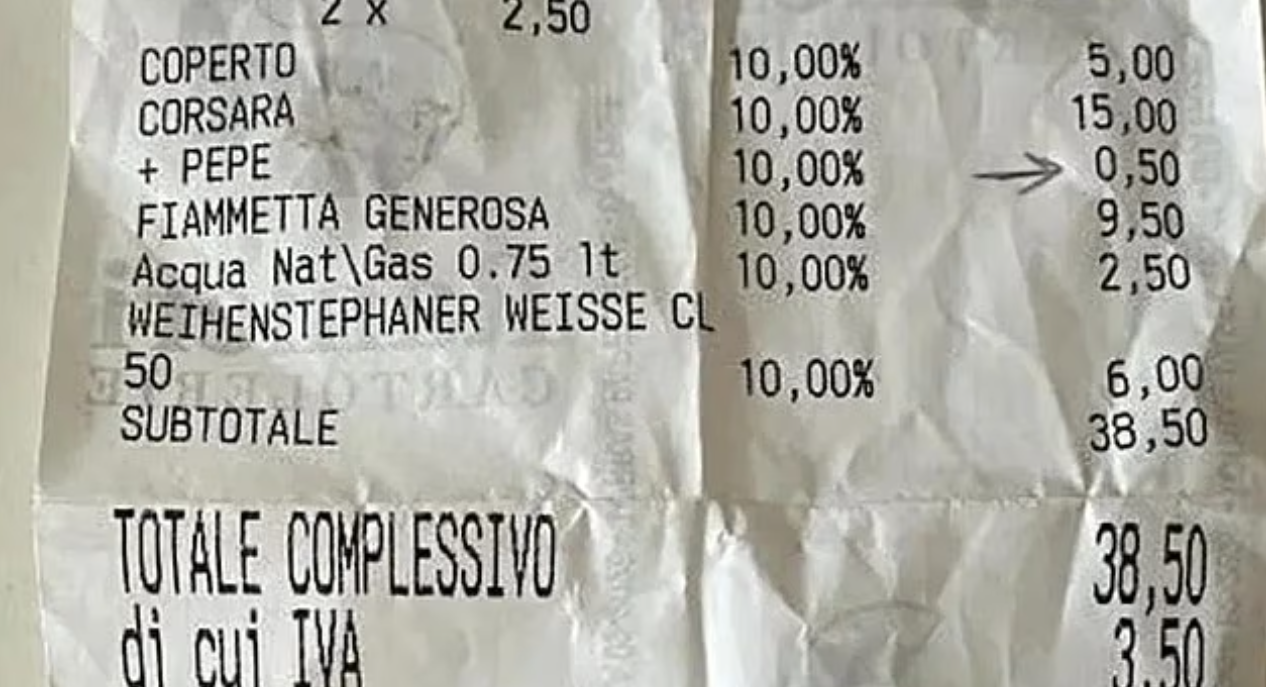 2 x 2,50
COPERTO 10,00% 5,00
CORSARA 10,00% 15,00
+ PEPE 10,00% → 0,50
FIAMMETTA GENEROSA 10,00% 9,50
Acqua Nat\Gas 0.75 lt 10,00% 2,50
WEIHENSTEPHANER WEISSE CL
50 10,00% 6,00
SUBTOTALE 38,50
TOTALE COMPLESSIVO 38,50
di cui IVA 3,50